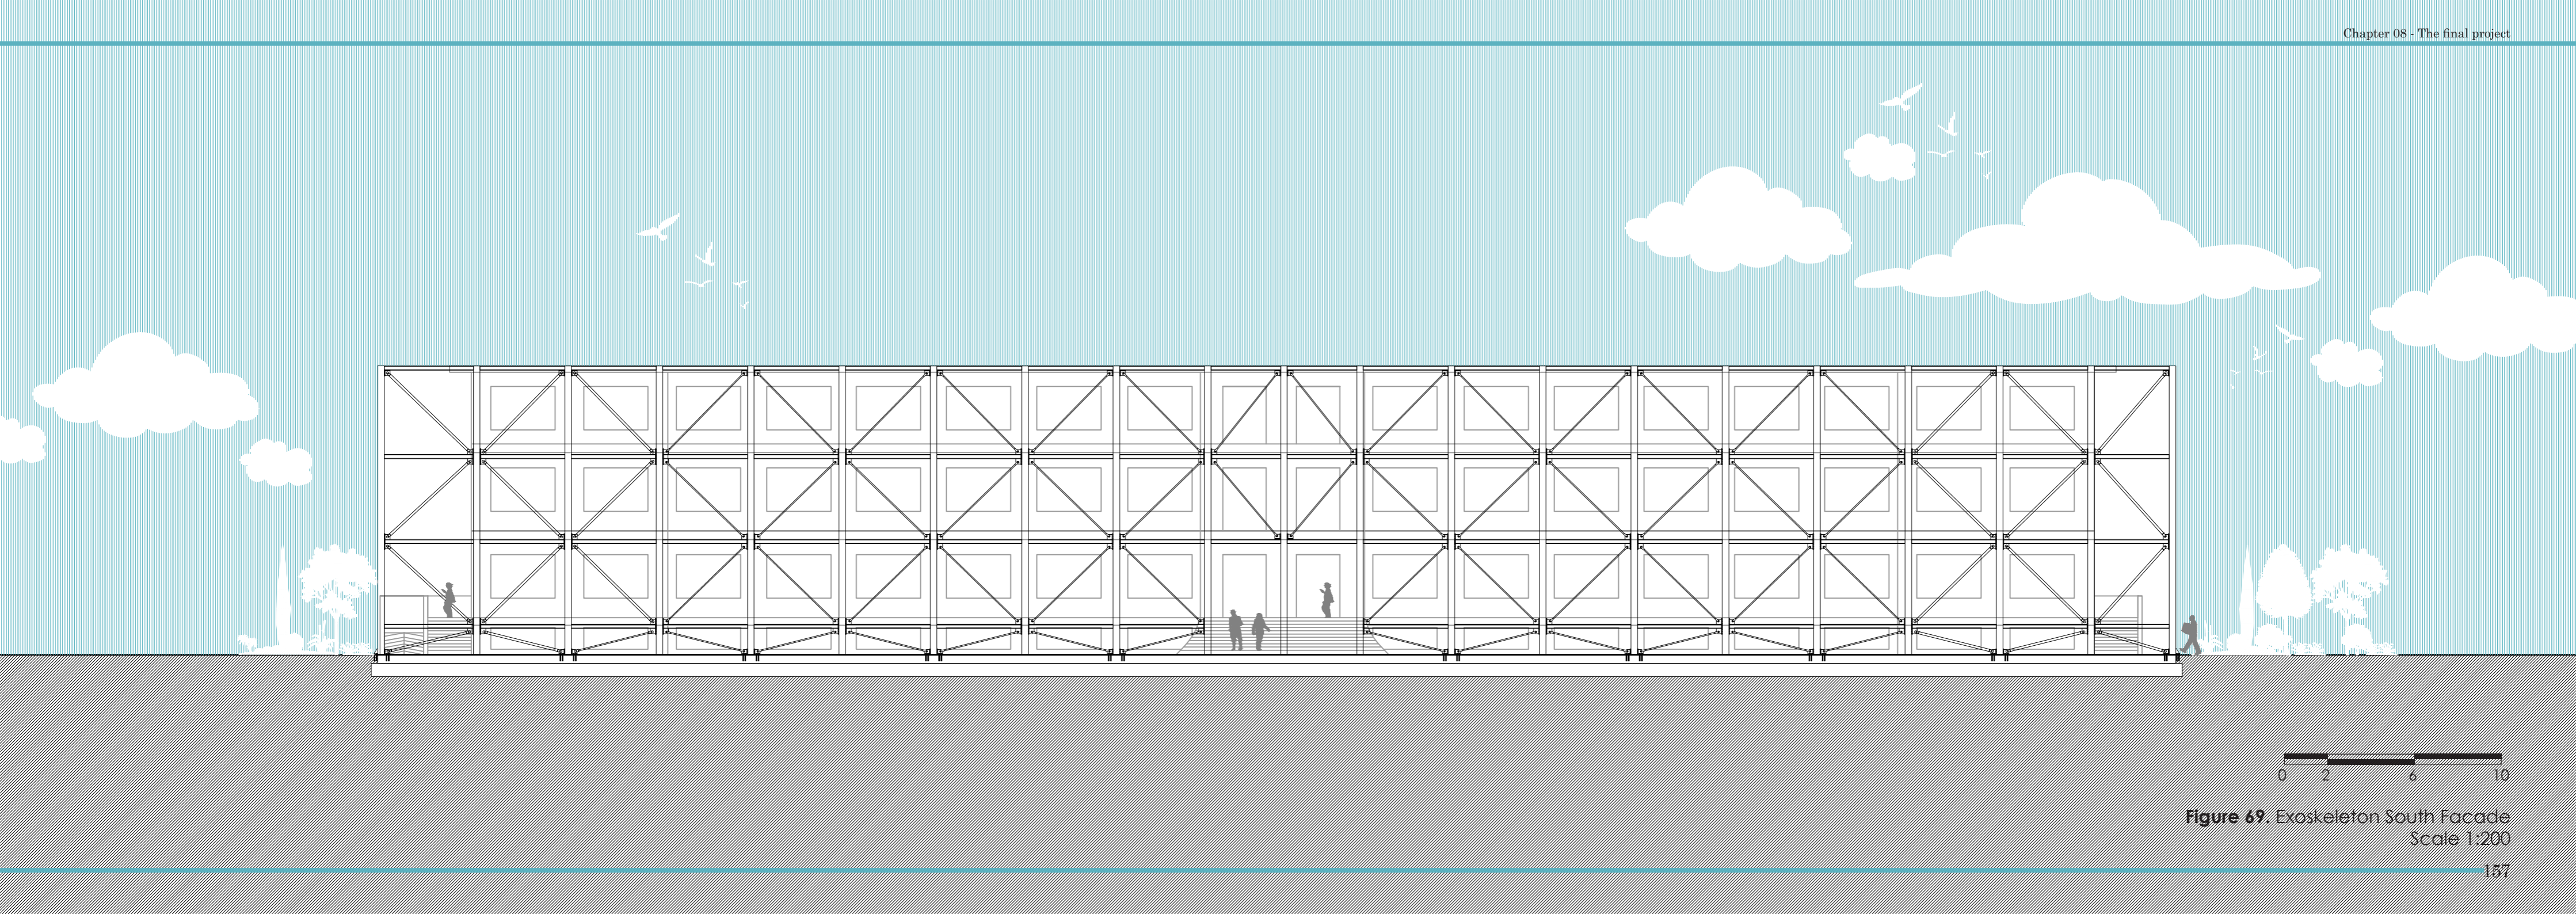 Chapter 08 - The final project
0 2 6 10
Figure 69. Exoskeleton South Facade
Scale 1:200
157